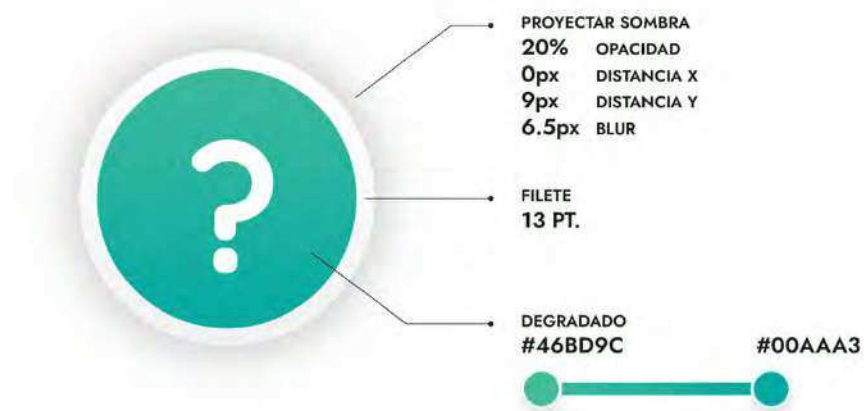 ?
PROYECTAR SOMBRA
20% OPACIDAD
0px DISTANCIA X
9px DISTANCIA Y
6.5px BLUR
FILETE
13 PT.
DEGRADADO
#46BD9C #00AAA3